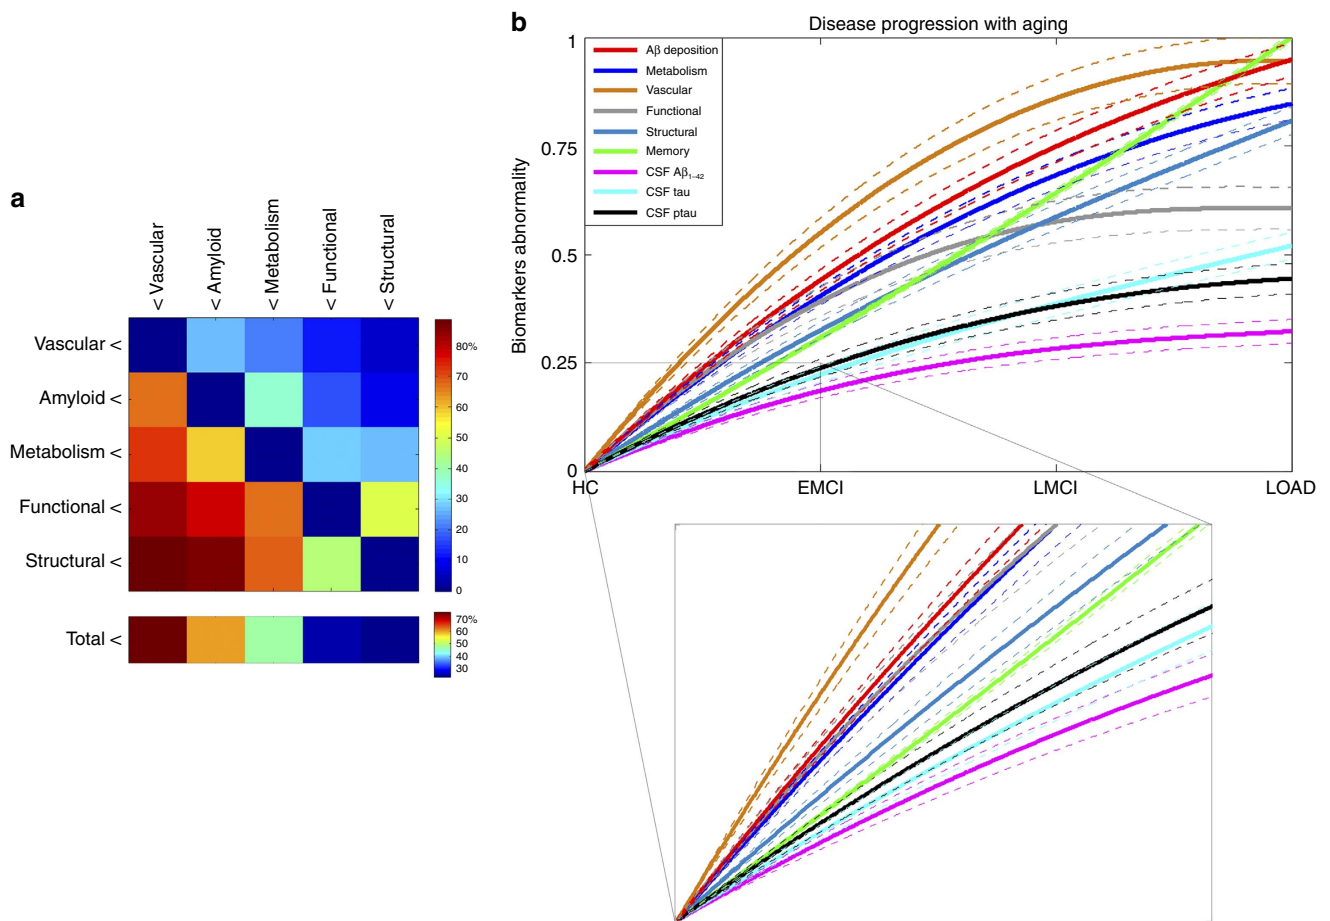 a
< Vascular
< Amyloid
< Metabolism
< Functional
< Structural
Vascular <
Amyloid <
Metabolism <
Functional <
Structural <
Total <
80%
70
60
50
40
30
20
10
0
70%
60
50
40
30
b
Disease progression with aging
Aβ deposition
Metabolism
Vascular
Functional
Structural
Memory
CSF Aβ₁₋₄₂
CSF tau
CSF ptau
Biomarkers abnormality
1
0.75
0.5
0.25
0
HC
EMCI
LMCI
LOAD